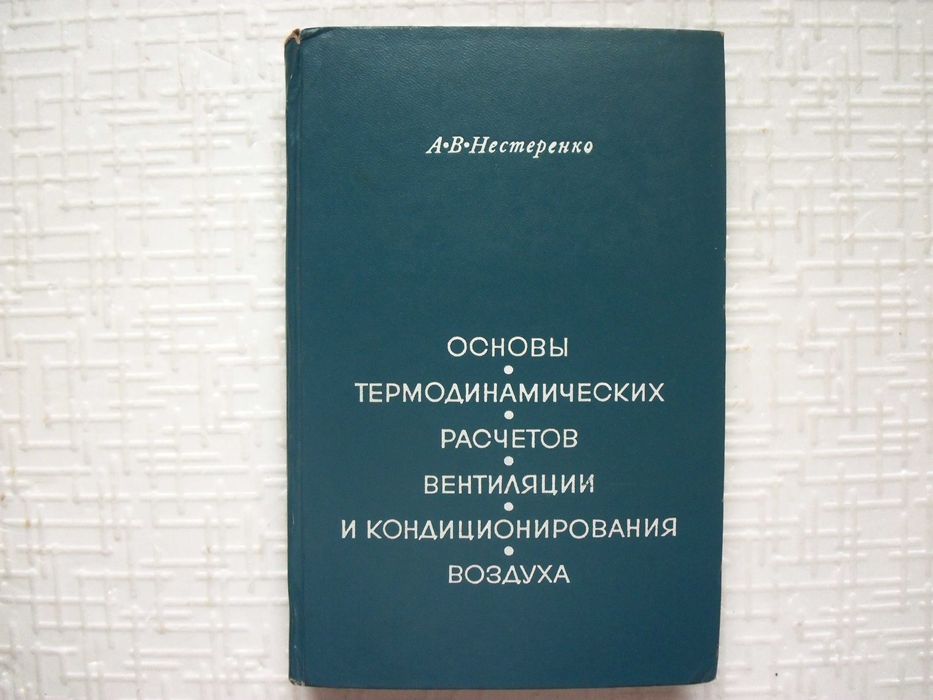 А•В•Нестеренко
ОСНОВЫ
•
ТЕРМОДИНАМИЧЕСКИХ
•
РАСЧЕТОВ
•
ВЕНТИЛЯЦИИ
•
И КОНДИЦИОНИРОВАНИЯ
•
ВОЗДУХА